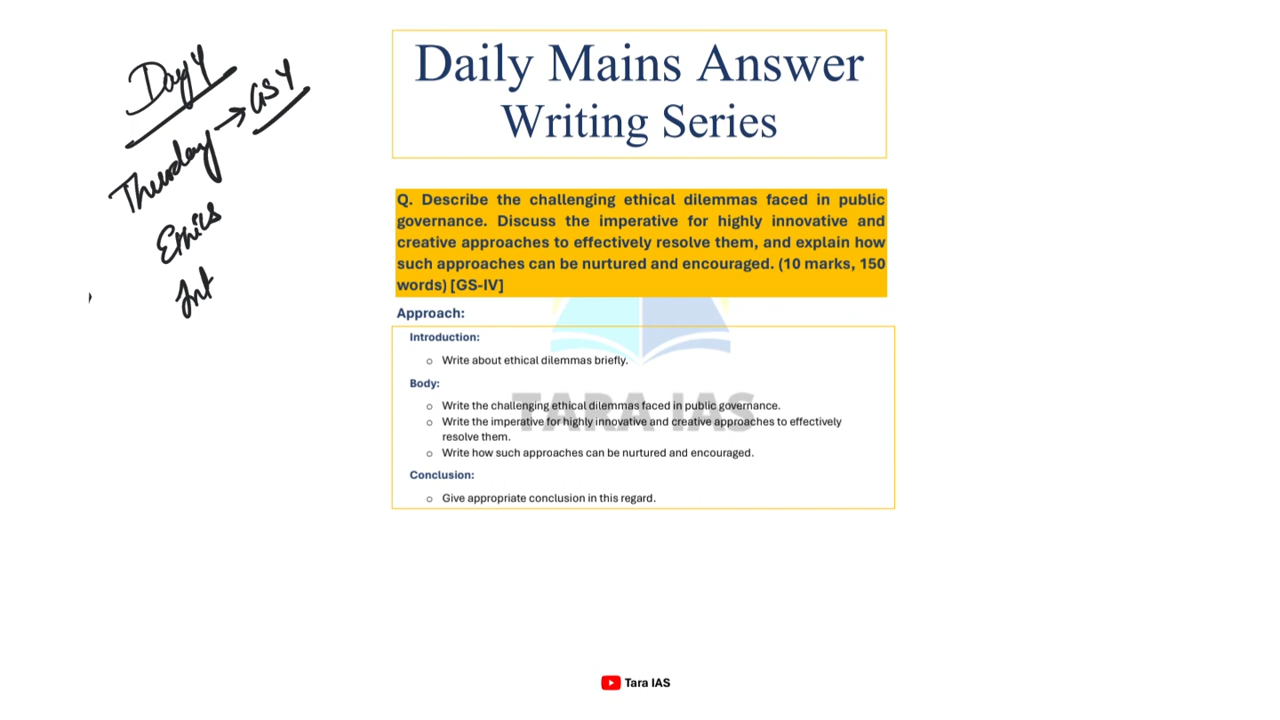 Day 4
Thursday → GS 4
Ethics
Int
Daily Mains Answer
Writing Series
Q. Describe the challenging ethical dilemmas faced in public
governance. Discuss the imperative for highly innovative and
creative approaches to effectively resolve them, and explain how
such approaches can be nurtured and encouraged. (10 marks, 150
words) [GS-IV]
Approach:
Introduction:
o Write about ethical dilemmas briefly.
Body:
o Write the challenging ethical dilemmas faced in public governance.
o Write the imperative for highly innovative and creative approaches to effectively
resolve them.
o Write how such approaches can be nurtured and encouraged.
Conclusion:
o Give appropriate conclusion in this regard.
TARA IAS
Tara IAS